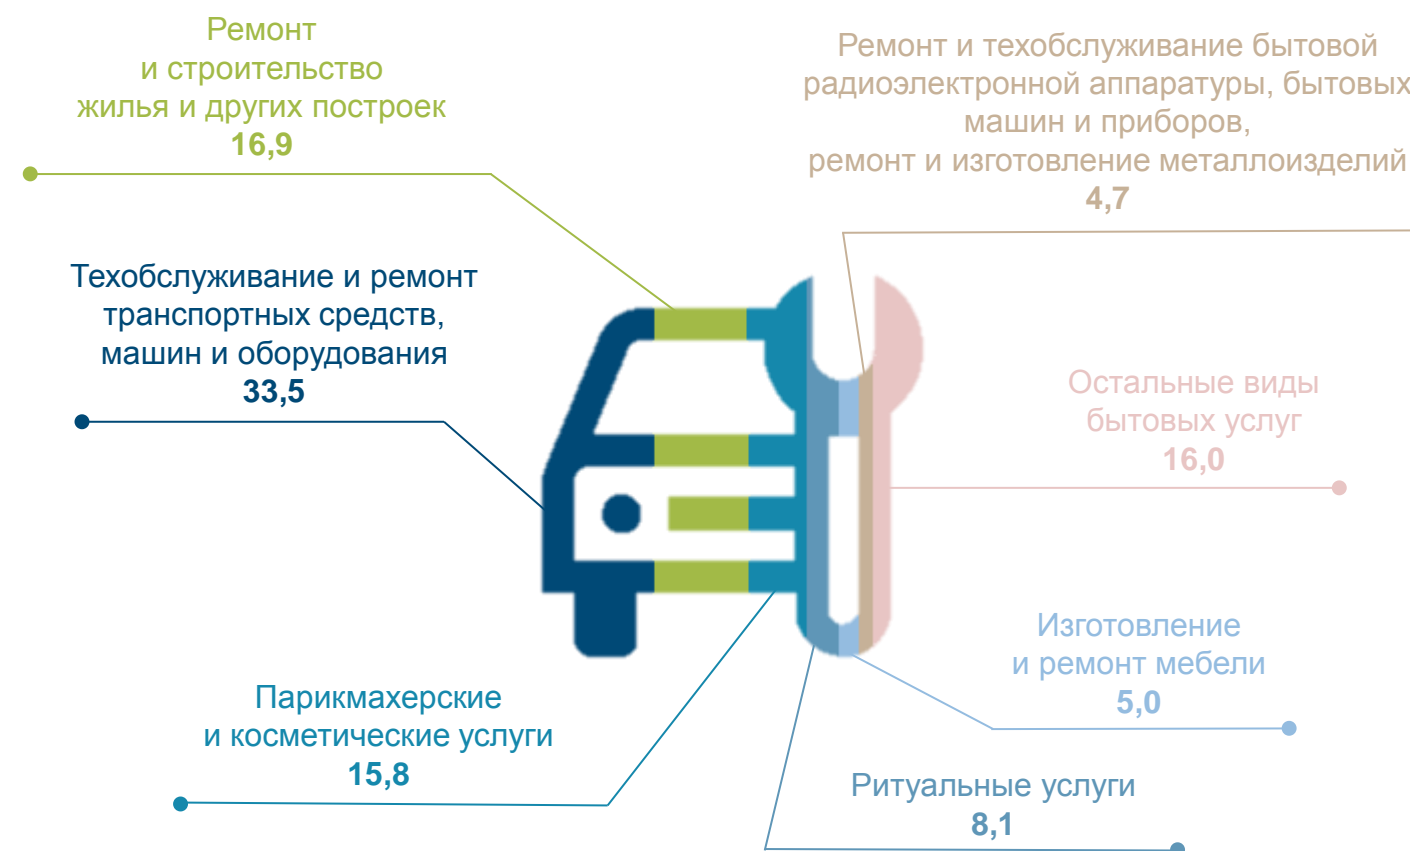 Ремонт
и строительство
жилья и других построек
16,9
Ремонт и техобслуживание бытовой
радиоэлектронной аппаратуры, бытовых
машин и приборов,
ремонт и изготовление металлоизделий
4,7
Техобслуживание и ремонт
транспортных средств,
машин и оборудования
33,5
Остальные виды
бытовых услуг
16,0
Изготовление
и ремонт мебели
5,0
Парикмахерские
и косметические услуги
15,8
Ритуальные услуги
8,1